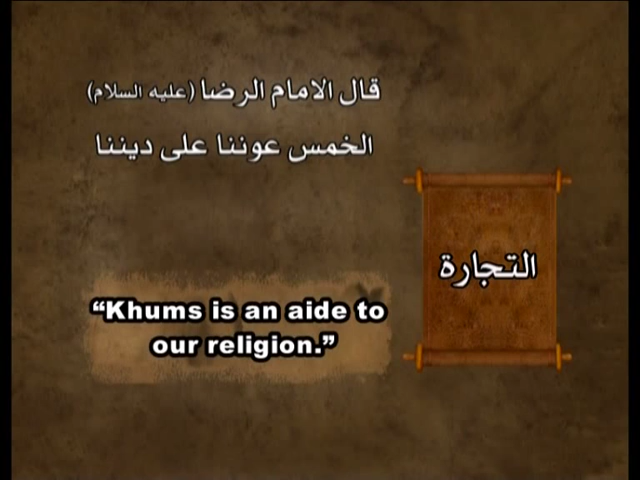 قال الامام الرضا (عليه السلام)
الخمس عوننا على ديننا
التجارة
“Khums is an aide to
our religion.”